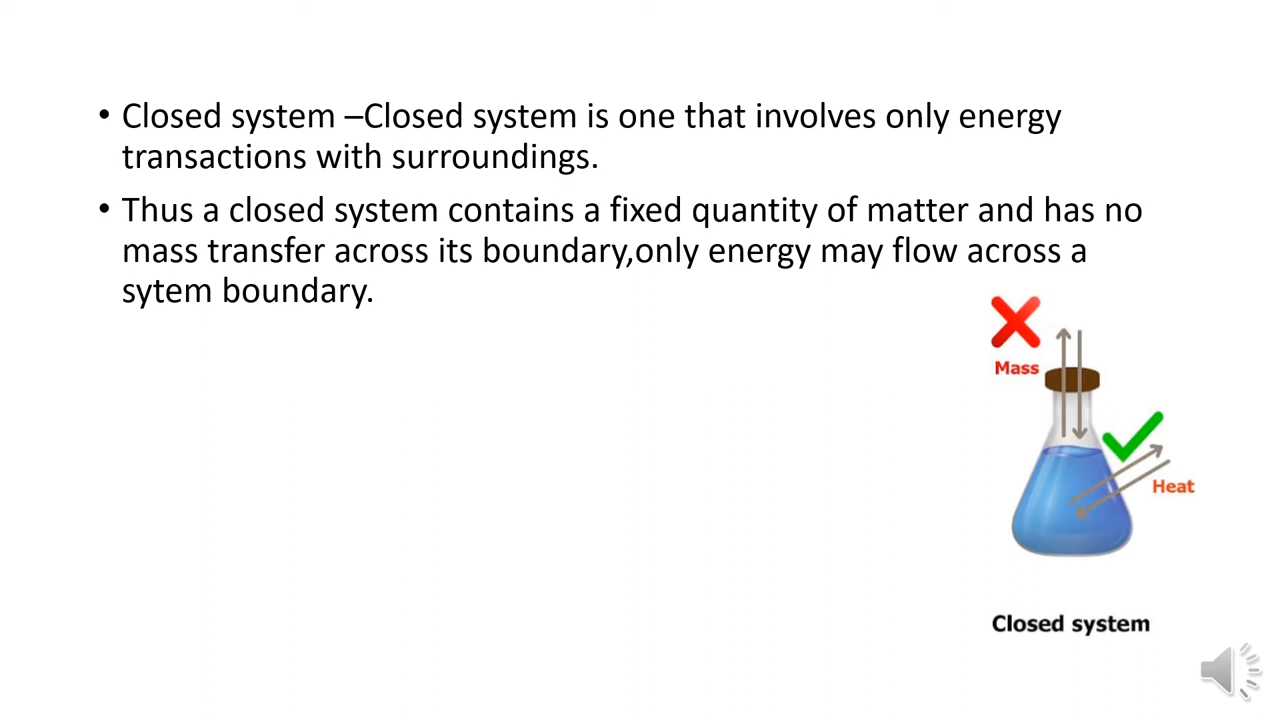 • Closed system –Closed system is one that involves only energy
transactions with surroundings.
• Thus a closed system contains a fixed quantity of matter and has no
mass transfer across its boundary,only energy may flow across a
sytem boundary.
Mass
Heat
Closed system